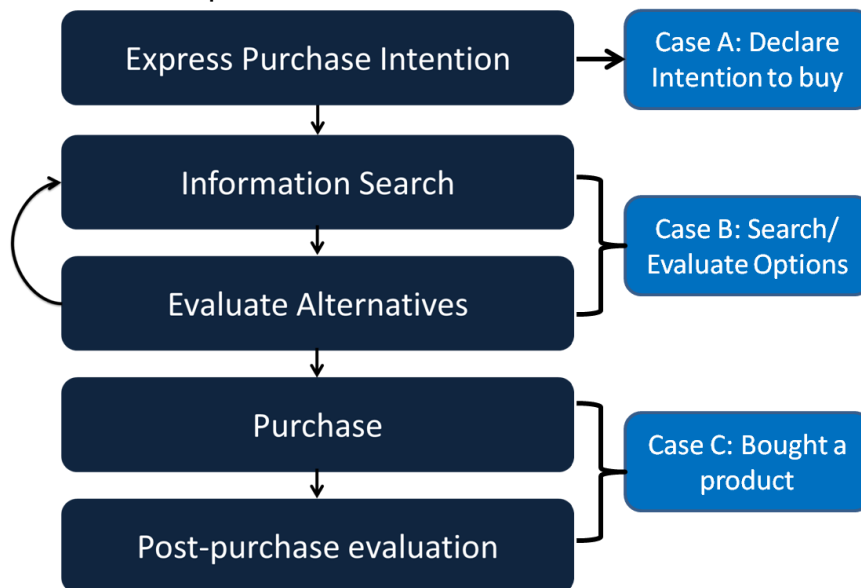 Express Purchase Intention
Case A: Declare
Intention to buy
Information Search
Case B: Search/
Evaluate Options
Evaluate Alternatives
Purchase
Case C: Bought a
product
Post-purchase evaluation